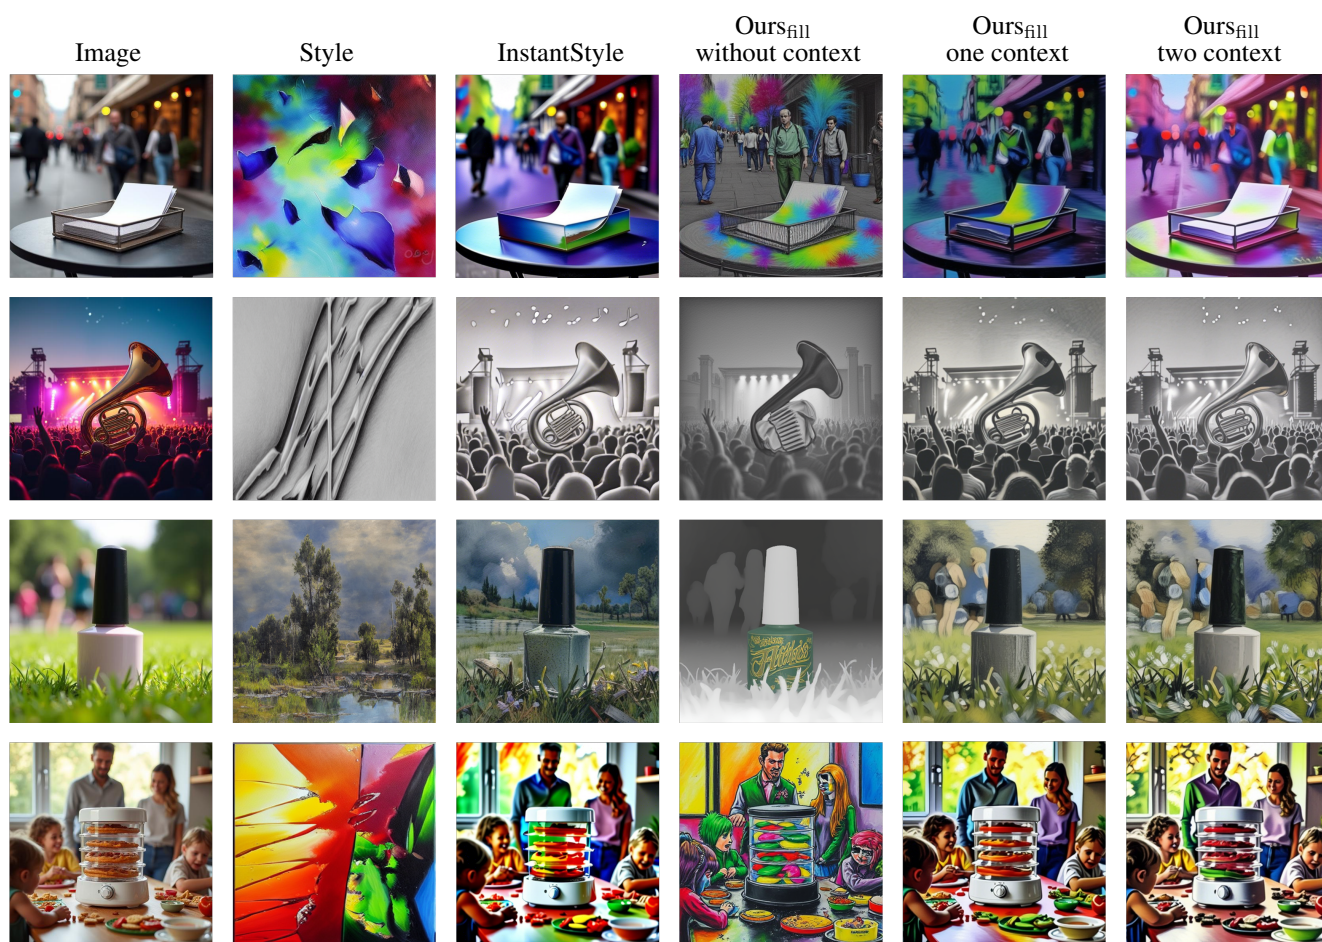 Image
Style
InstantStyle
Ours_fill
without context
Ours_fill
one context
Ours_fill
two context